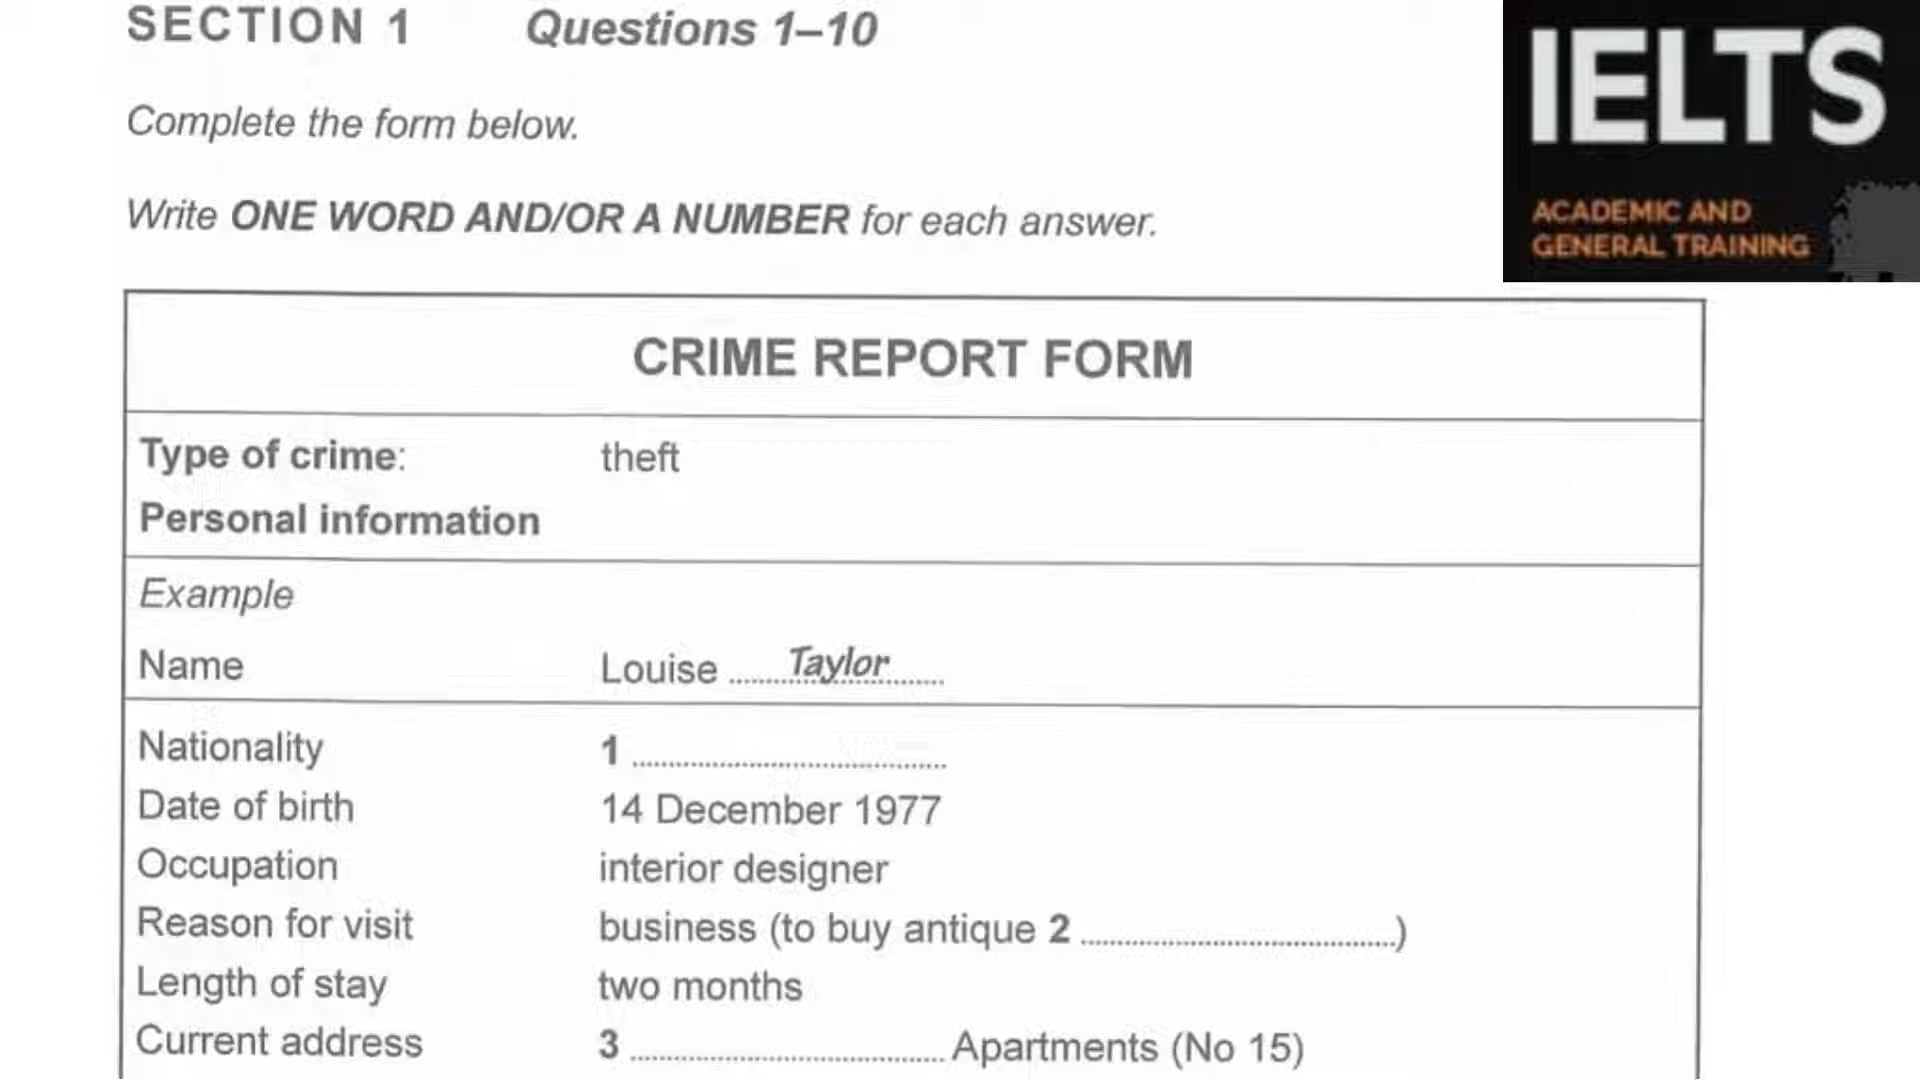 SECTION 1 Questions 1–10
IELTS
ACADEMIC AND
GENERAL TRAINING
Complete the form below.
Write ONE WORD AND/OR A NUMBER for each answer.
CRIME REPORT FORM
Type of crime: theft
Personal information
Example
Name Louise ....... Taylor .......
Nationality 1 ...............................
Date of birth 14 December 1977
Occupation interior designer
Reason for visit business (to buy antique 2 ...............................)
Length of stay two months
Current address 3 ............................... Apartments (No 15)